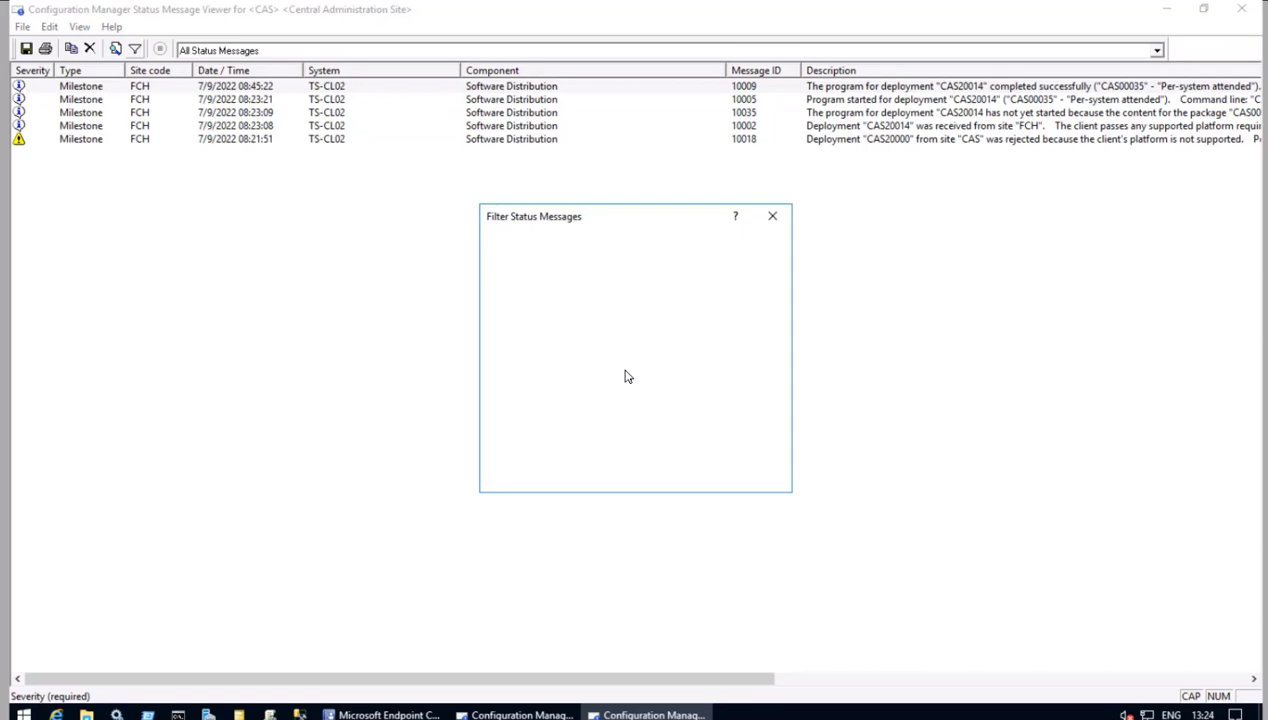 Configuration Manager Status Message Viewer for <CAS> <Central Administration Site>
File Edit View Help
All Status Messages
Severity Type Site code Date / Time System Component Message ID Description
Milestone FCH 7/9/2022 08:45:22 TS-CL02 Software Distribution 10009 The program for deployment "CAS20014" completed successfully ("CAS00035" - "Per-system attended").
Milestone FCH 7/9/2022 08:23:21 TS-CL02 Software Distribution 10005 Program started for deployment "CAS20014" ("CAS00035" - "Per-system attended"). Command line: "C
Milestone FCH 7/9/2022 08:23:09 TS-CL02 Software Distribution 10035 The program for deployment "CAS20014" has not yet started because the content for the package "CAS00
Milestone FCH 7/9/2022 08:23:08 TS-CL02 Software Distribution 10002 Deployment "CAS20014" was received from site "FCH". The client passes any supported platform requi
Milestone FCH 7/9/2022 08:21:51 TS-CL02 Software Distribution 10018 Deployment "CAS20000" from site "CAS" was rejected because the client's platform is not supported. P
Filter Status Messages ?
Severity (required) CAP NUM
Microsoft Endpoint C... Configuration Manag... Configuration Manag... ENG 13:24